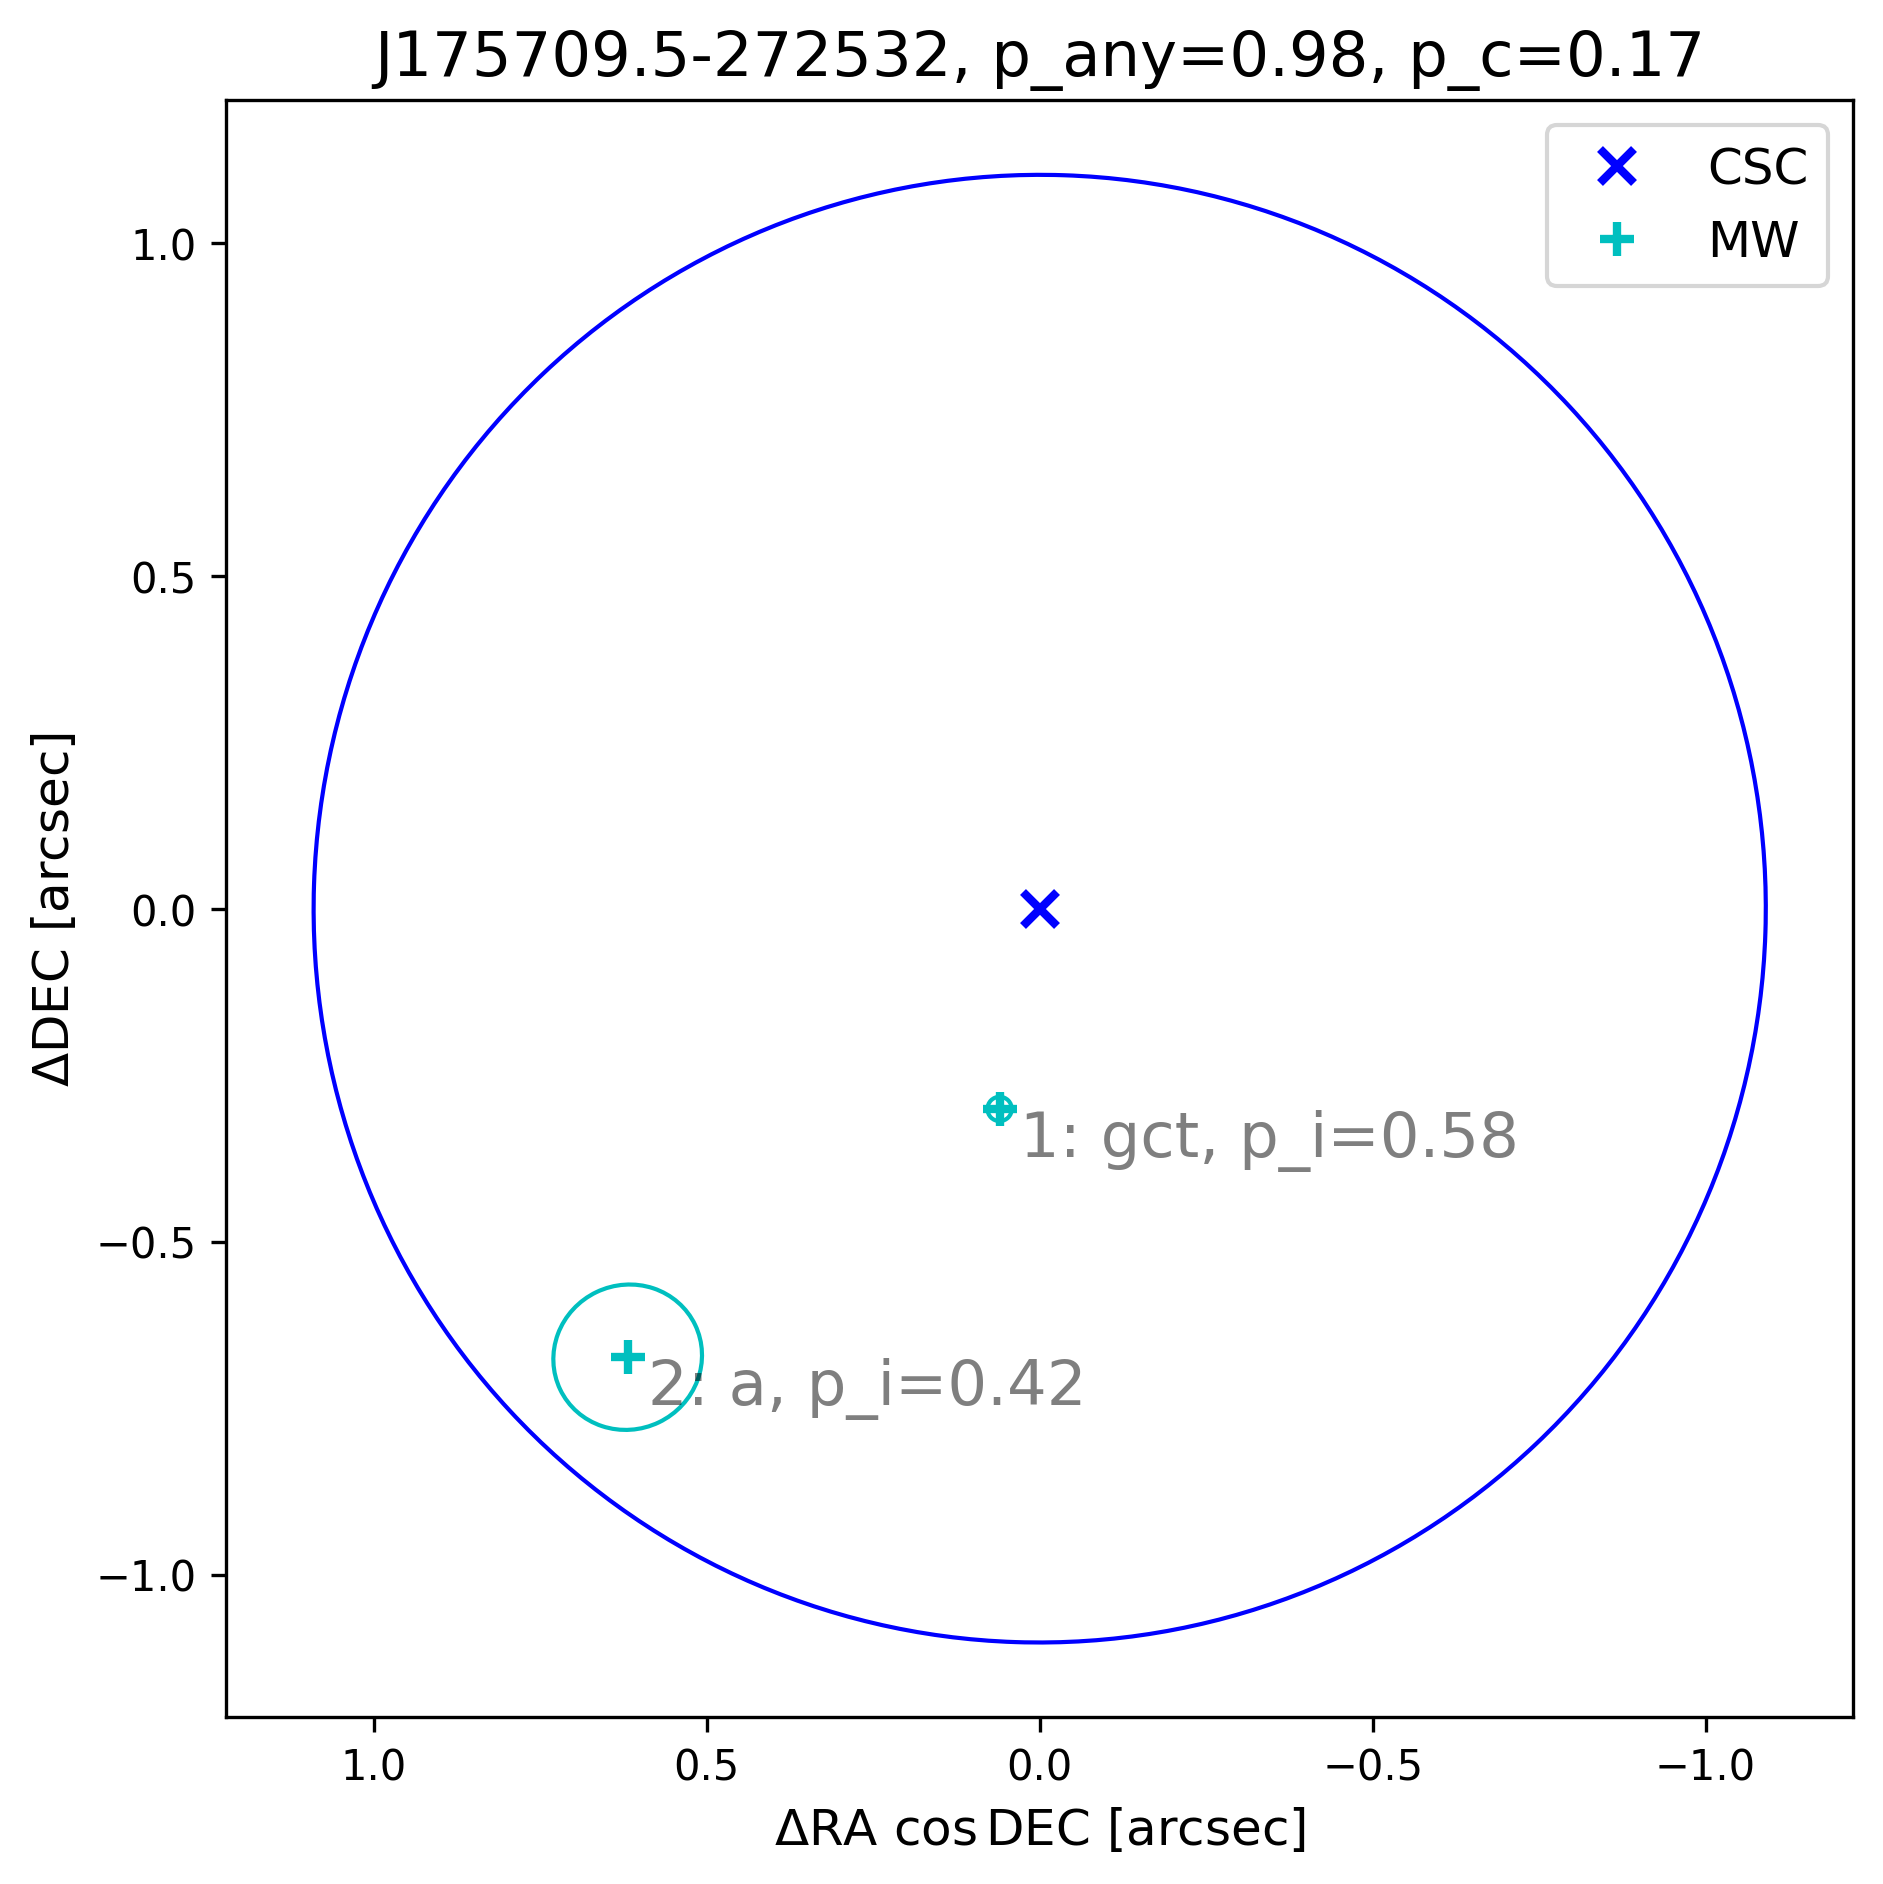 J175709.5-272532, p_any=0.98, p_c=0.17
CSC
MW
1.0
0.5
0.0
−0.5
−1.0
ΔDEC [arcsec]
1: gct, p_i=0.58
2: a, p_i=0.42
1.0 0.5 0.0 −0.5 −1.0
ΔRA cos DEC [arcsec]